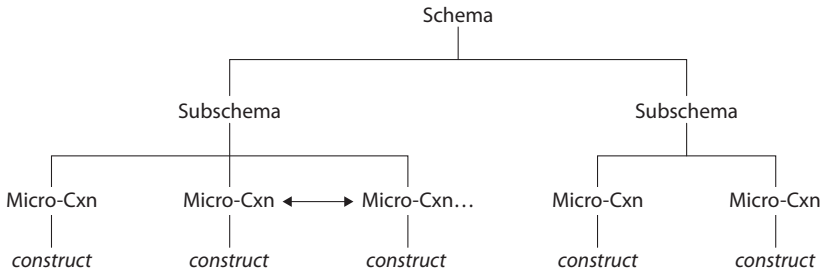 Schema
Subschema Subschema
Micro-Cxn Micro-Cxn Micro-Cxn… Micro-Cxn Micro-Cxn
construct construct construct construct construct